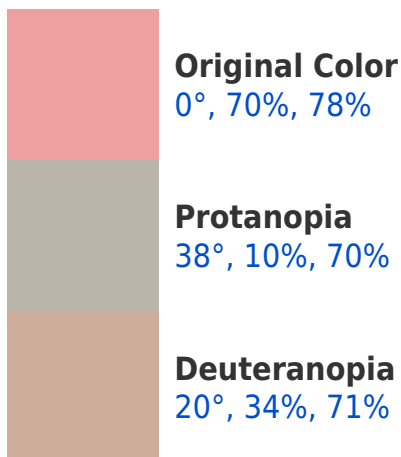 Original Color
0°, 70%, 78%
Protanopia
38°, 10%, 70%
Deuteranopia
20°, 34%, 71%